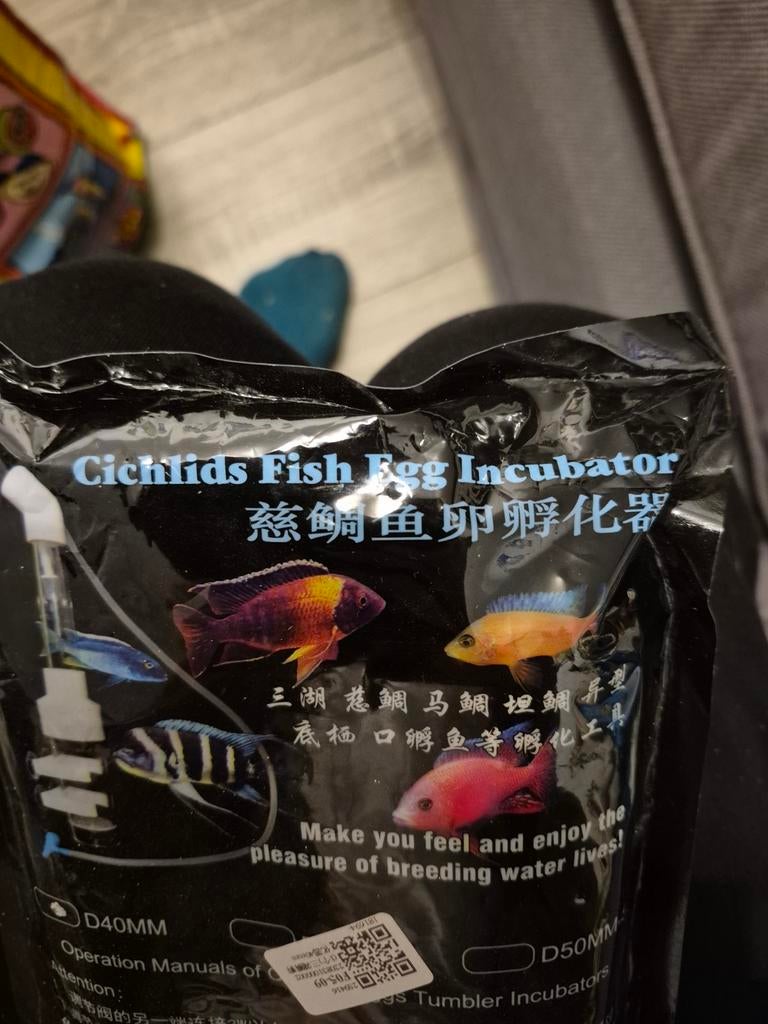 Cichlids Fish Egg Incubator
慈鲷鱼卵孵化器
三湖 慈鲷 马鲷 坦鲷 异型
底栖 口孵鱼等孵化工具
Make you feel and enjoy the
pleasure of breeding water lives!
D40MM
D50MM
Operation Manuals of
Tumbler Incubators
Attention :
F05-09